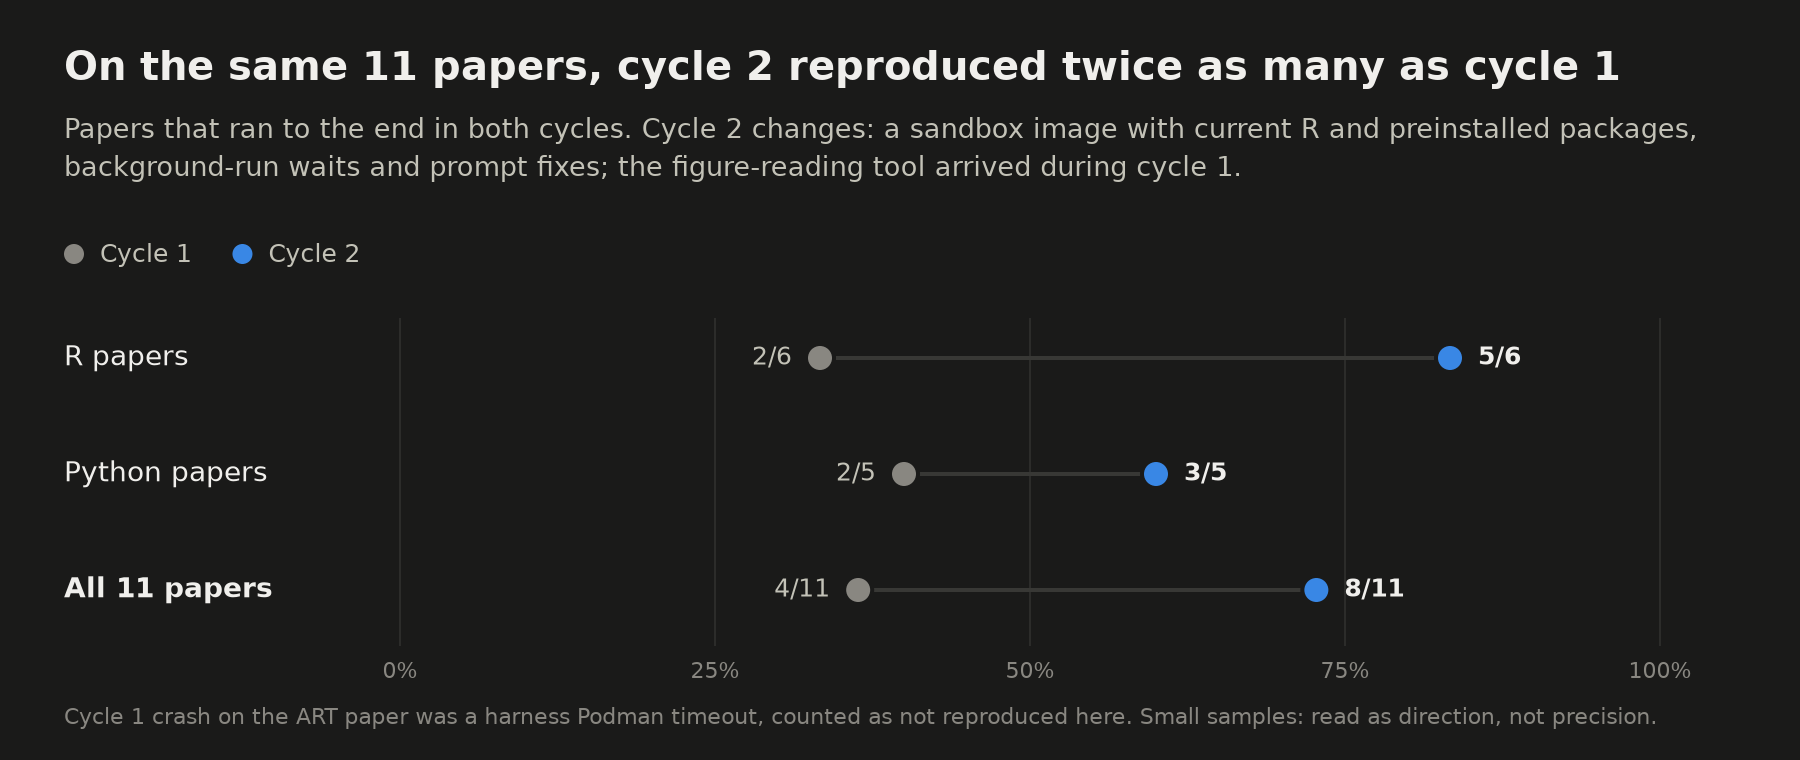 On the same 11 papers, cycle 2 reproduced twice as many as cycle 1
Papers that ran to the end in both cycles. Cycle 2 changes: a sandbox image with current R and preinstalled packages,
background-run waits and prompt fixes; the figure-reading tool arrived during cycle 1.
Cycle 1 Cycle 2
R papers 2/6 5/6
Python papers 2/5 3/5
All 11 papers 4/11 8/11
0% 25% 50% 75% 100%
Cycle 1 crash on the ART paper was a harness Podman timeout, counted as not reproduced here. Small samples: read as direction, not precision.